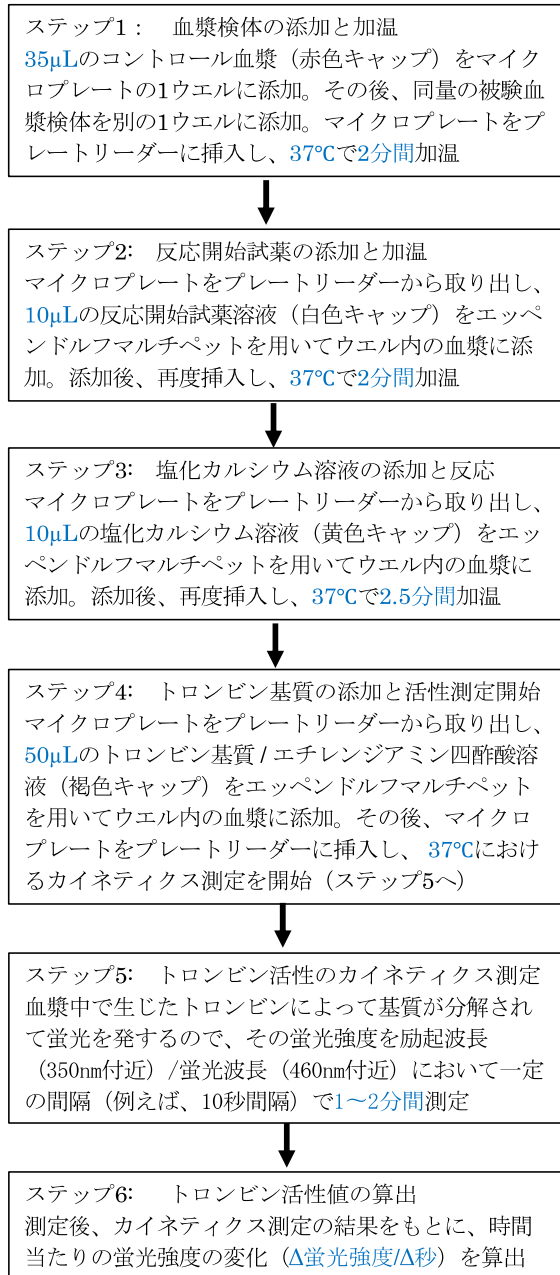 ステップ1： 血漿検体の添加と加温
35μLのコントロール血漿（赤色キャップ）をマイク
ロプレートの1ウエルに添加。その後、同量の被験血
漿検体を別の1ウエルに添加。マイクロプレートをプ
レートリーダーに挿入し、37℃で2分間加温
ステップ2: 反応開始試薬の添加と加温
マイクロプレートをプレートリーダーから取り出し、
10μLの反応開始試薬溶液（白色キャップ）をエッペ
ンドルフマルチペットを用いてウエル内の血漿に添
加。添加後、再度挿入し、37℃で2分間加温
ステップ3: 塩化カルシウム溶液の添加と反応
マイクロプレートをプレートリーダーから取り出し、
10μLの塩化カルシウム溶液（黄色キャップ）をエッ
ペンドルフマルチペットを用いてウエル内の血漿に
添加。添加後、再度挿入し、37℃で2.5分間加温
ステップ4: トロンビン基質の添加と活性測定開始
マイクロプレートをプレートリーダーから取り出し、
50μLのトロンビン基質 / エチレンジアミン四酢酸溶
液（褐色キャップ）をエッペンドルフマルチペット
を用いてウエル内の血漿に添加。その後、マイクロ
プレートをプレートリーダーに挿入し、 37℃におけ
るカイネティクス測定を開始（ステップ5へ）
ステップ5: トロンビン活性のカイネティクス測定
血漿中で生じたトロンビンによって基質が分解され
て蛍光を発するので、その蛍光強度を励起波長
（350nm付近）/蛍光波長（460nm付近）において一定
の間隔（例えば、10秒間隔）で1～2分間測定
ステップ6: トロンビン活性値の算出
測定後、カイネティクス測定の結果をもとに、時間
当たりの蛍光強度の変化（Δ蛍光強度/Δ秒）を算出